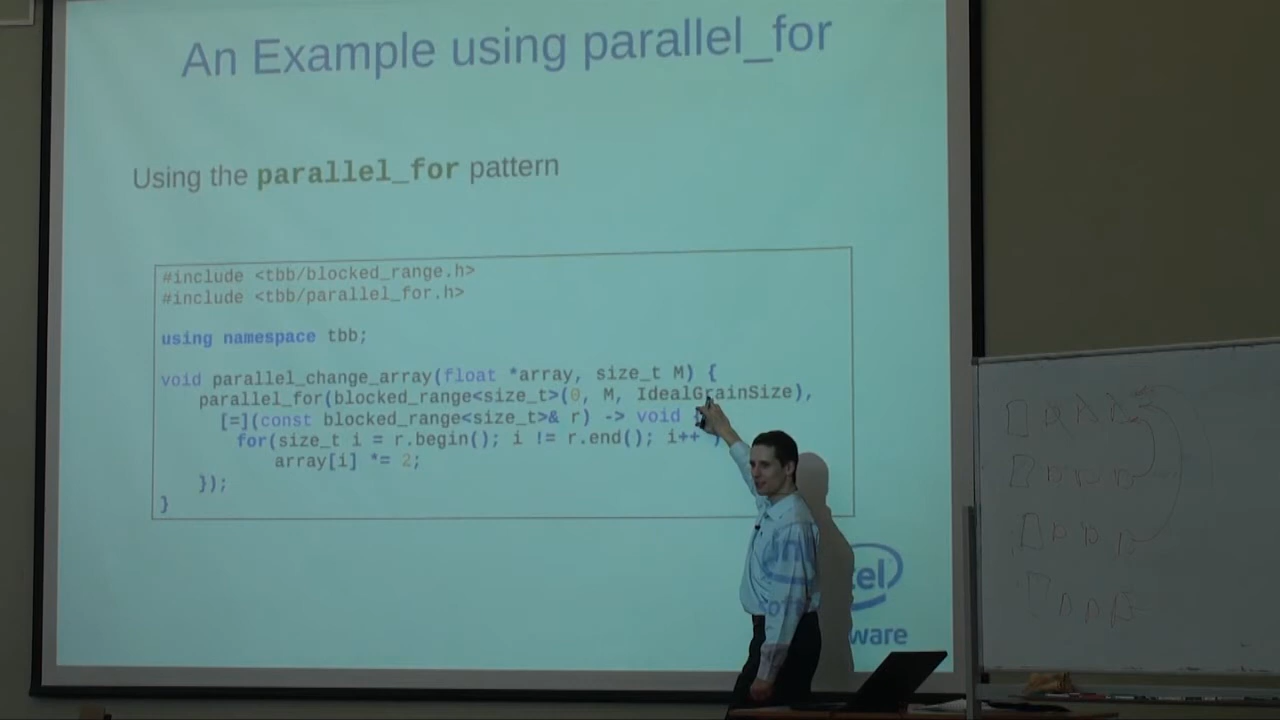 An Example using parallel_for
Using the parallel_for pattern
#include <tbb/blocked_range.h>
#include <tbb/parallel_for.h>
using namespace tbb;
void parallel_change_array(float *array, size_t M) {
parallel_for(blocked_range<size_t>(0, M, IdealGrainSize),
[=](const blocked_range<size_t>& r) -> void {
for(size_t i = r.begin(); i != r.end(); i++ )
array[i] *= 2;
});
}